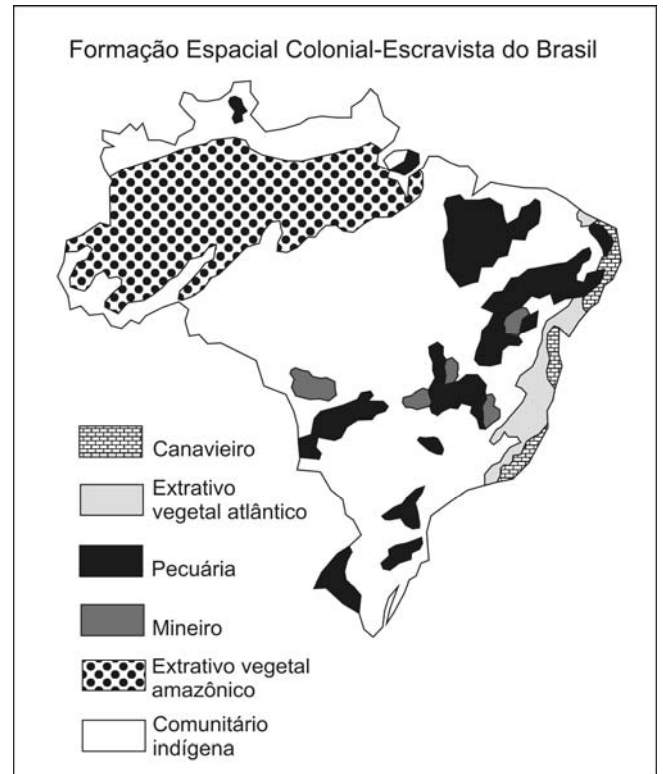 Formação Espacial Colonial-Escravista do Brasil
Canavieiro
Extrativo
vegetal atlântico
Pecuária
Mineiro
Extrativo vegetal
amazônico
Comunitário
indígena